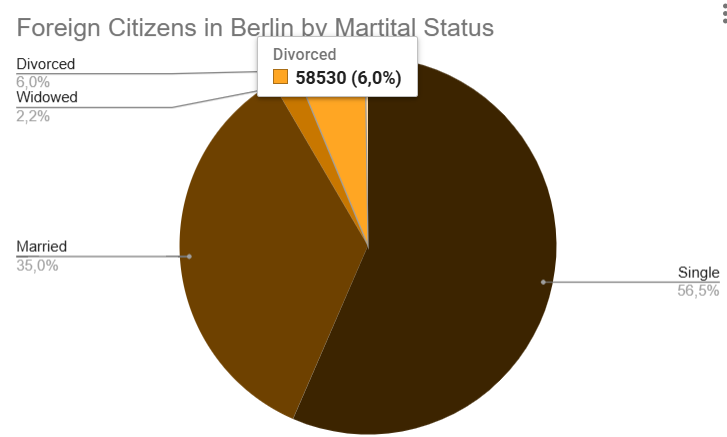 Foreign Citizens in Berlin by Martital Status
Divorced
58530 (6,0%)
Divorced
6,0%
Widowed
2,2%
Married
35,0%
Single
56,5%